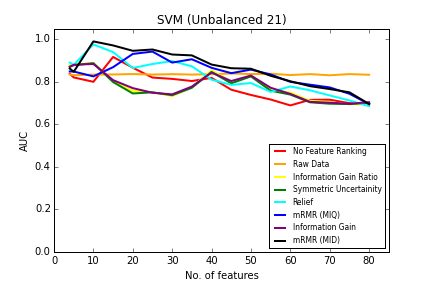 SVM (Unbalanced 21)
AUC
1.0
0.8
0.6
0.4
0.2
0.0
0 10 20 30 40 50 60 70 80
No. of features
No Feature Ranking
Raw Data
Information Gain Ratio
Symmetric Uncertainity
Relief
mRMR (MIQ)
Information Gain
mRMR (MID)